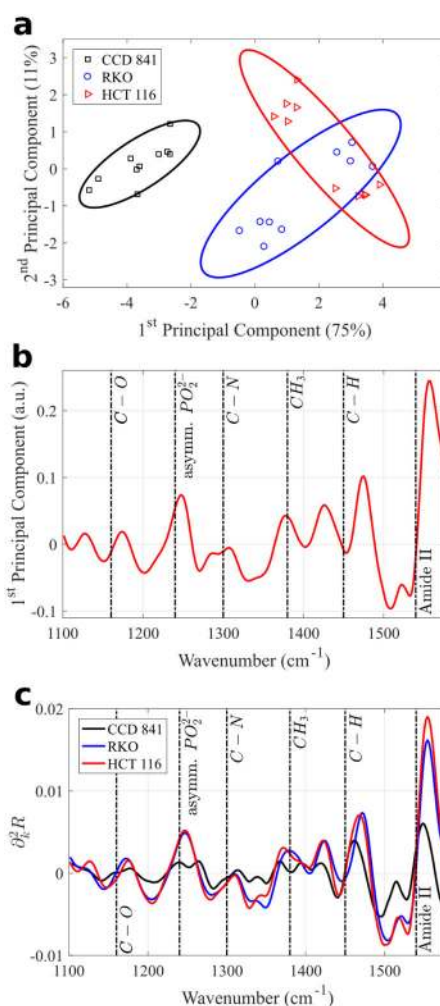 a
CCD 841
RKO
HCT 116
3
2
1
0
-1
-2
-3
2nd Principal Component (11%)
-6
-4
-2
0
2
4
1st Principal Component (75%)
b
C − O
asymm. PO2^2−
C − N
CH3
C − H
Amide II
0.2
0.1
0
-0.1
1st Principal Component (a.u.)
1100
1200
1300
1400
1500
Wavenumber (cm-1)
c
CCD 841
RKO
HCT 116
C − O
asymm. PO2^2−
C − N
CH3
C − H
Amide II
0.02
0.01
0
-0.01
∂k^2R
1100
1200
1300
1400
1500
Wavenumber (cm-1)